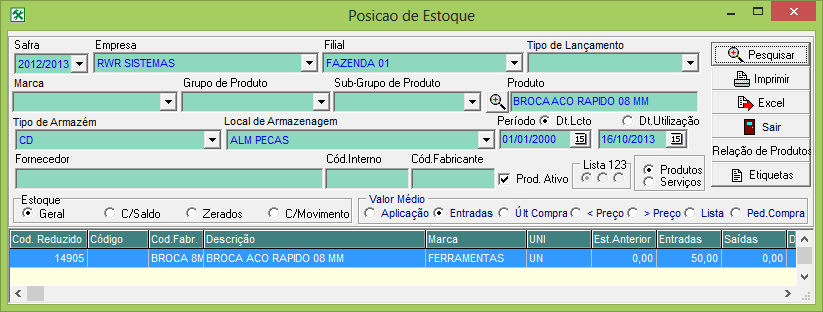 Posicao de Estoque
Safra Empresa Filial Tipo de Lançamento
2012/2013 RWR SISTEMAS FAZENDA 01
Pesquisar
Marca Grupo de Produto Sub-Grupo de Produto Produto
BROCA ACO RAPIDO 08 MM
Imprimir
Excel
Tipo de Armazém Local de Armazenagem Período Dt.Lcto Dt.Utilização
CD ALM PECAS 01/01/2000 15 16/10/2013 15
Sair
Fornecedor Cód.Interno Cód.Fabricante
Prod. Ativo Lista 123 Produtos
Serviços
Relação de Produtos
Etiquetas
Estoque
Geral C/Saldo Zerados C/Movimento
Valor Médio
Aplicação Entradas Últ Compra < Preço > Preço Lista Ped.Compra
Cod. Reduzido Código Cod.Fabr. Descrição Marca UNI Est.Anterior Entradas Saídas D
14905 BROCA 8M BROCA ACO RAPIDO 08 MM FERRAMENTAS UN 0,00 50,00 0,00